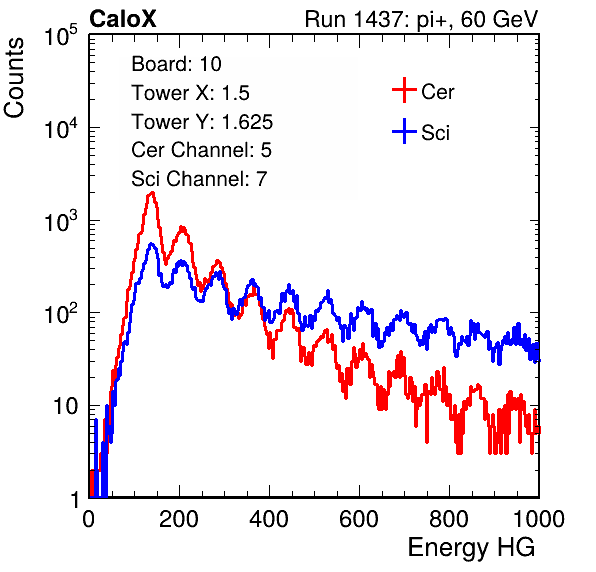 CaloX Run 1437: pi+, 60 GeV
Counts
Board: 10
Tower X: 1.5
Tower Y: 1.625
Cer Channel: 5
Sci Channel: 7
Cer
Sci
10^5
10^4
10^3
10^2
10
1
0 200 400 600 800 1000
Energy HG